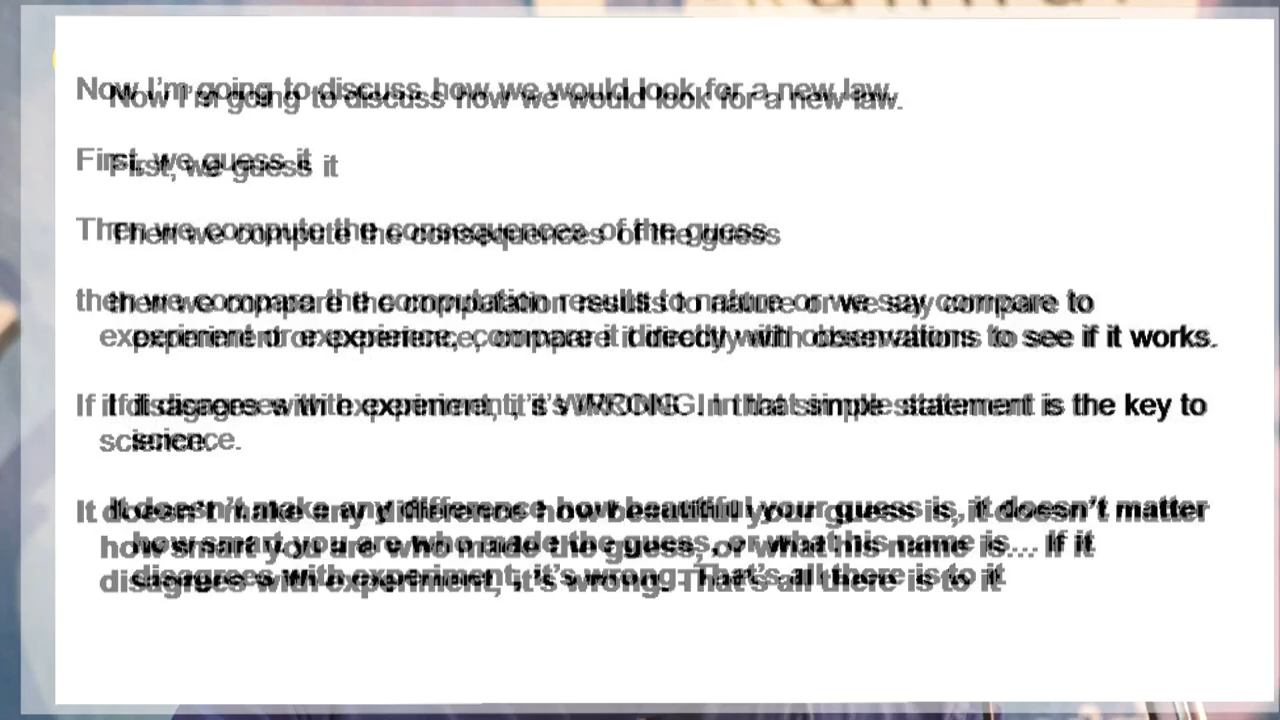 Now I'm going to discuss how we would look for a new law.
First, we guess it
Then we compute the consequences of the guess
then we compare the computation results to nature or we say compare to
experiment or experience, compare it directly with observations to see if it works.
If it disagrees with experiment, it's WRONG. In that simple statement is the key to
science.
It doesn't make any difference how beautiful your guess is, it doesn't matter
how smart you are who made the guess, or what his name is… If it
disagrees with experiment, it's wrong. That's all there is to it